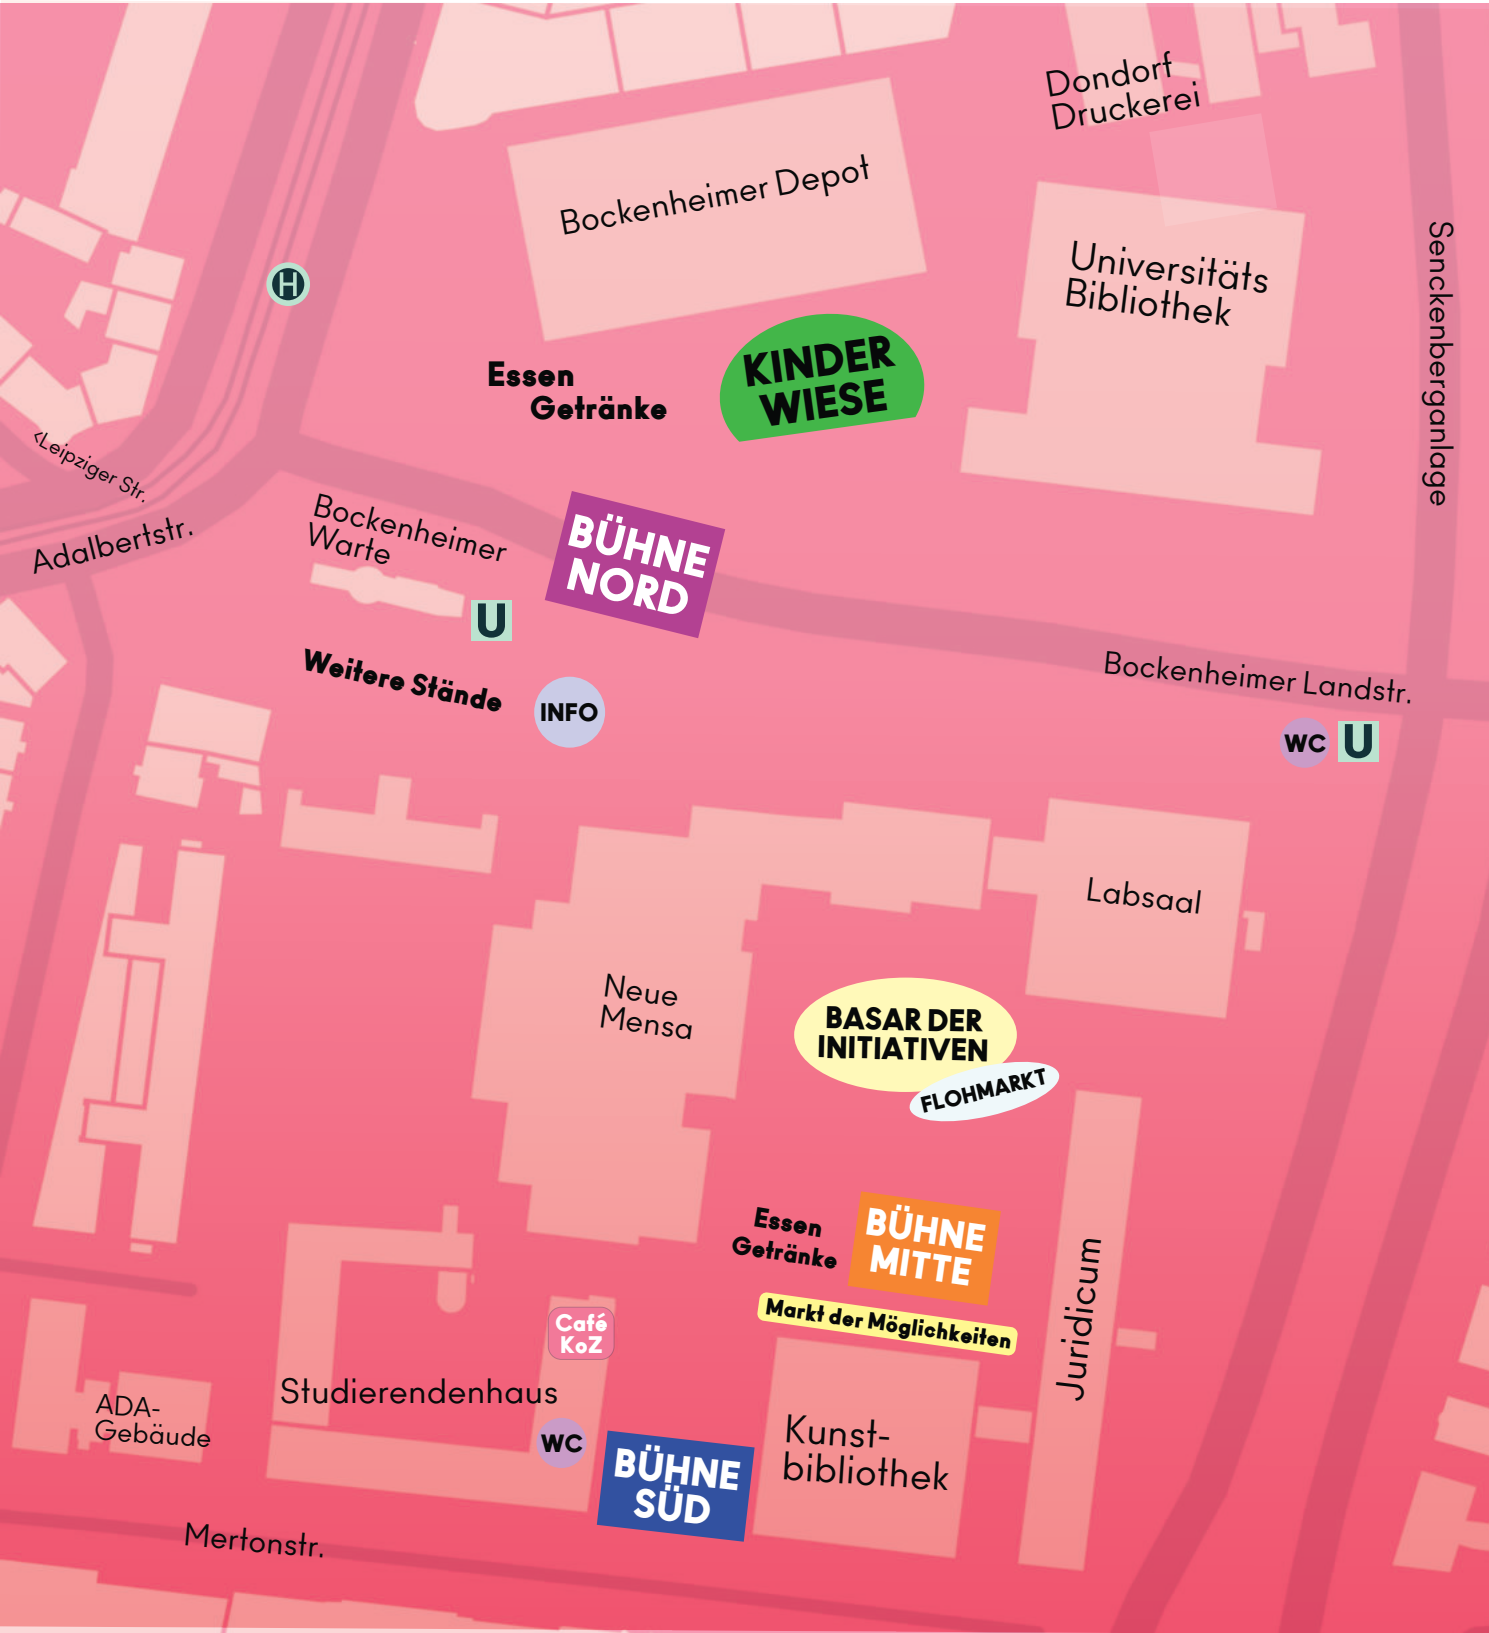 Dondorf
Druckerei
Bockenheimer Depot
Universitäts
Bibliothek
Senckenberganlage
H
KINDER
WIESE
Essen
Getränke
<Leipziger Str.
Adalbertstr.
Bockenheimer
Warte
BÜHNE
NORD
U
Weitere Stände
INFO
Bockenheimer Landstr.
WC
U
Labsaal
Neue
Mensa
BASAR DER
INITIATIVEN
FLOHMARKT
Essen
Getränke
BÜHNE
MITTE
Markt der Möglichkeiten
Juridicum
Café
KoZ
Studierendenhaus
ADA-
Gebäude
WC
BÜHNE
SÜD
Kunst-
bibliothek
Mertonstr.